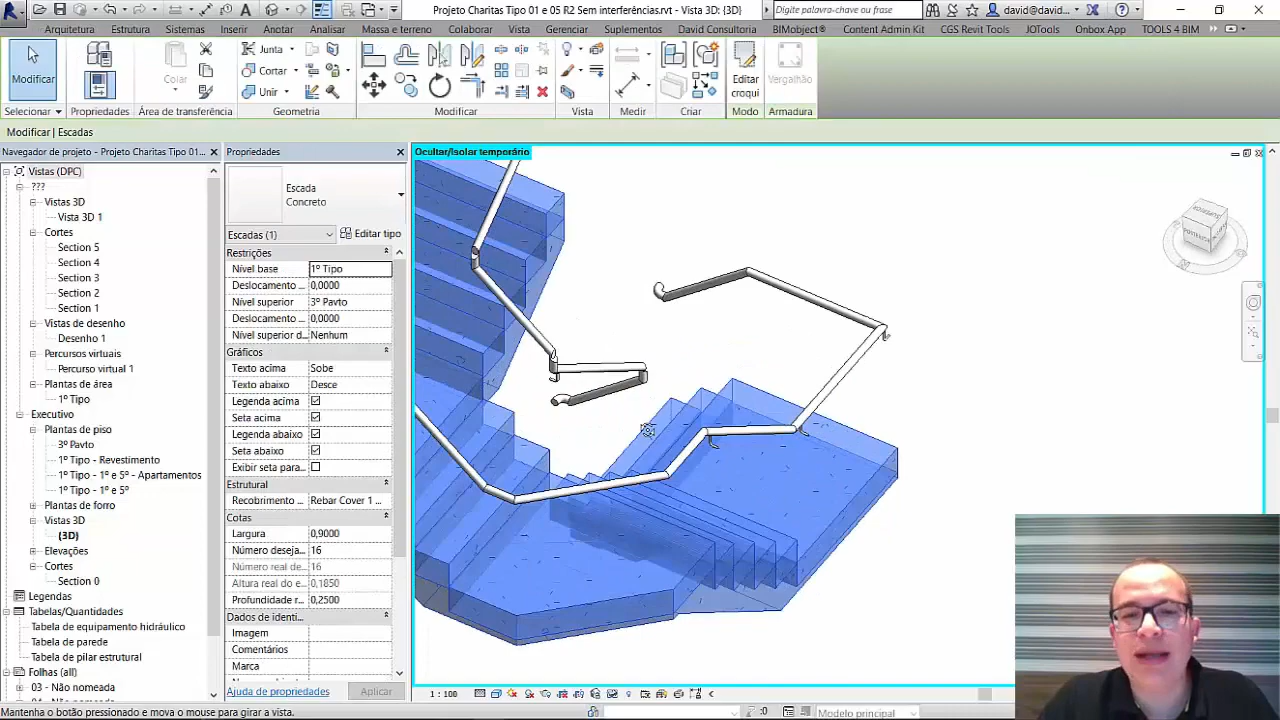 Projeto Charitas Tipo 01 e 05 R2 Sem interferências.rvt - Vista 3D: {3D}
Digite palavra-chave ou frase
david@david...
Arquitetura Estrutura Sistemas Inserir Anotar Analisar Massa e terreno Colaborar Vista Gerenciar Suplementos David Consultoria BIMobject® Content Admin Kit CGS Revit Tools JOTools Onbox App TOOLS 4 BIM
Modificar
Colar
Junta
Cortar
Unir
Editar
croqui
Vergalhão
Selecionar Propriedades Área de transferência Geometria Modificar Vista Medir Criar Modo Armadura
Modificar | Escadas
Navegador de projeto - Projeto Charitas Tipo 01...
Vistas (DPC)
???
Vistas 3D
Vista 3D 1
Cortes
Section 5
Section 4
Section 3
Section 2
Section 1
Vistas de desenho
Desenho 1
Percursos virtuais
Percurso virtual 1
Plantas de área
1º Tipo
Executivo
Plantas de piso
3º Pavto
1º Tipo - Revestimento
1º Tipo - 1º e 5º - Apartamentos
1º Tipo - 1º e 5º
Plantas de forro
Vistas 3D
{3D}
Elevações
Cortes
Section 0
Legendas
Tabelas/Quantidades
Tabela de equipamento hidráulico
Tabela de parede
Tabela de pilar estrutural
Folhas (all)
03 - Não nomeada
Propriedades
Escada
Concreto
Escadas (1)
Editar tipo
Restrições
Nível base 1º Tipo
Deslocamento ... 0,0000
Nível superior 3º Pavto
Deslocamento ... 0,0000
Nível superior d... Nenhum
Gráficos
Texto acima Sobe
Texto abaixo Desce
Legenda acima
Seta acima
Legenda abaixo
Seta abaixo
Exibir seta para...
Estrutural
Recobrimento ... Rebar Cover 1 ...
Cotas
Largura 0,9000
Número deseja... 16
Número real de... 16
Altura real do e... 0,1850
Profundidade r... 0,2500
Dados de identi...
Imagem
Comentários
Marca
Ajuda de propriedades
Aplicar
Ocultar/Isolar temporário
1 : 100
Mantenha o botão pressionado e mova o mouse para girar a vista.
:0
Modelo principal